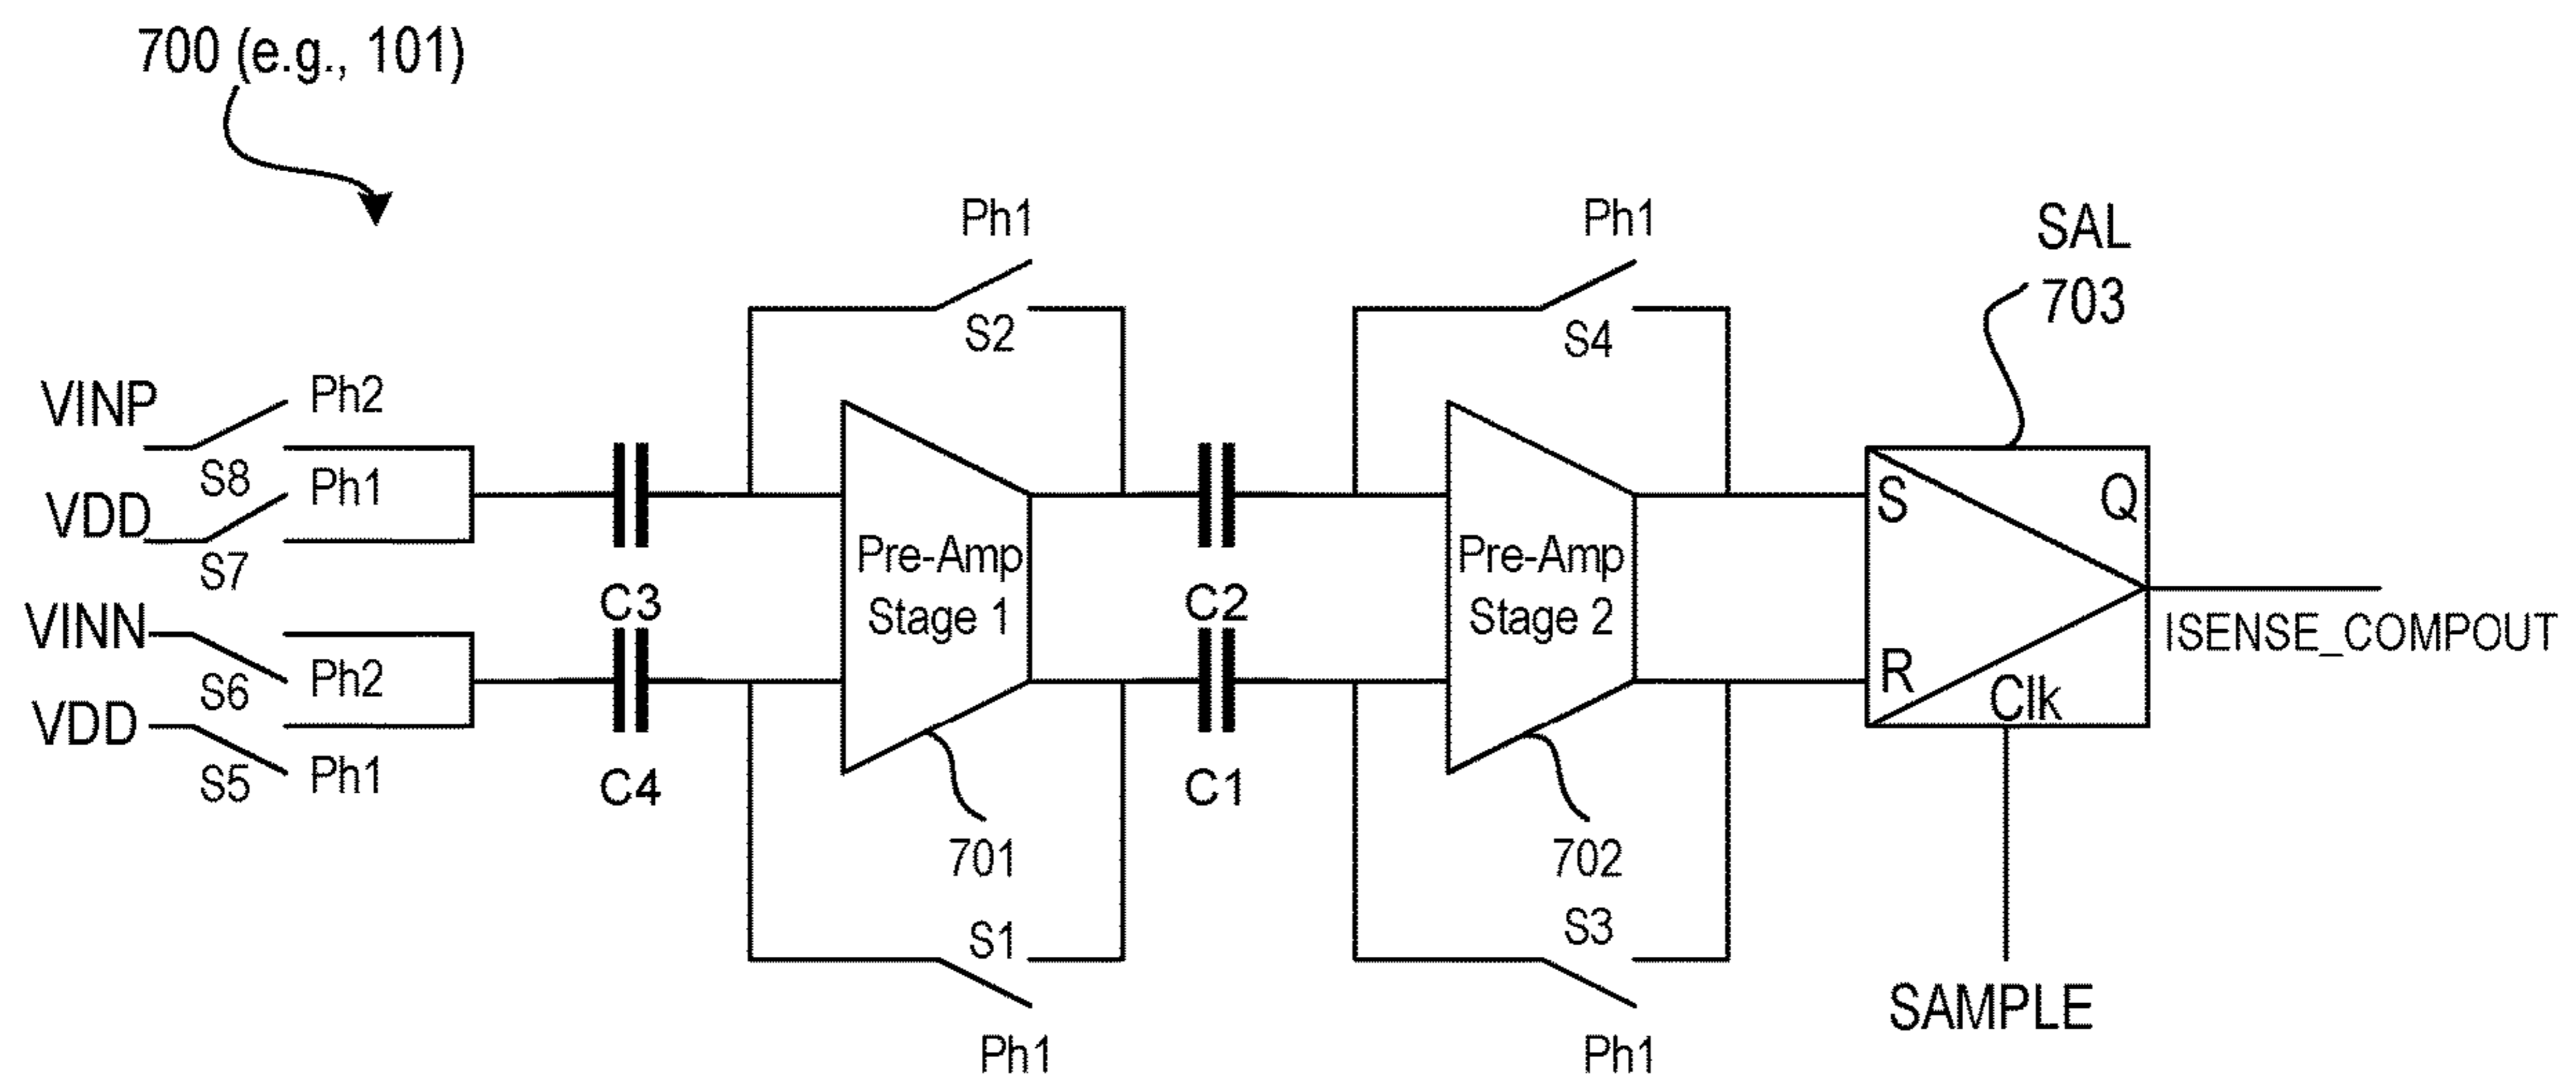 700 (e.g., 101)
Ph1
Ph1
SAL
703
S2
S4
VINP
Ph2
S8
VDD
Ph1
S7
VINN
Ph2
S6
VDD
Ph1
S5
C3
C4
Pre-Amp
Stage 1
701
S1
Ph1
C2
C1
Pre-Amp
Stage 2
702
S3
Ph1
S
Q
R
Clk
ISENSE_COMPOUT
SAMPLE